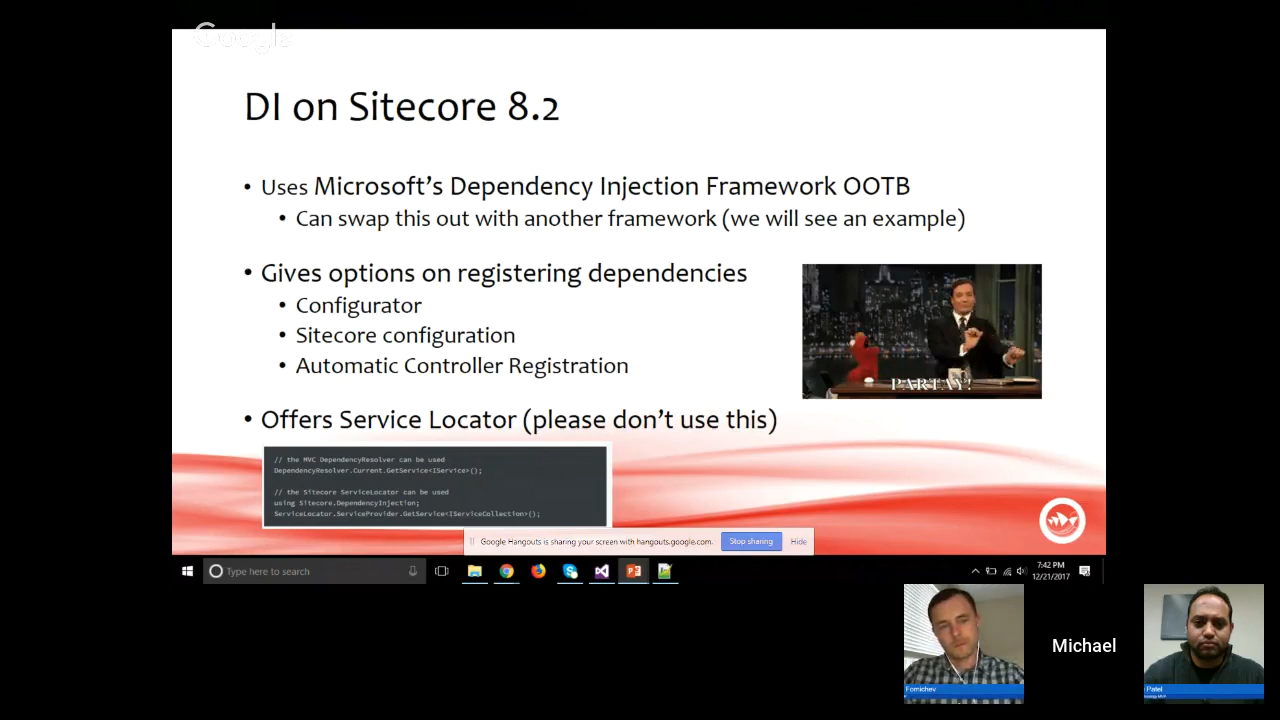 Google
DI on Sitecore 8.2
• Uses Microsoft's Dependency Injection Framework OOTB
• Can swap this out with another framework (we will see an example)
• Gives options on registering dependencies
• Configurator
• Sitecore configuration
• Automatic Controller Registration
PARTAY!
• Offers Service Locator (please don't use this)
// the MVC DependencyResolver can be used
DependencyResolver.Current.GetService<IService>();
// the Sitecore ServiceLocator can be used
using Sitecore.DependencyInjection;
ServiceLocator.ServiceProvider.GetService<IServiceCollection>();
Google Hangouts is sharing your screen with hangouts.google.com. Stop sharing Hide
Type here to search
7:42 PM
12/21/2017
Michael
Fomichev
Patel